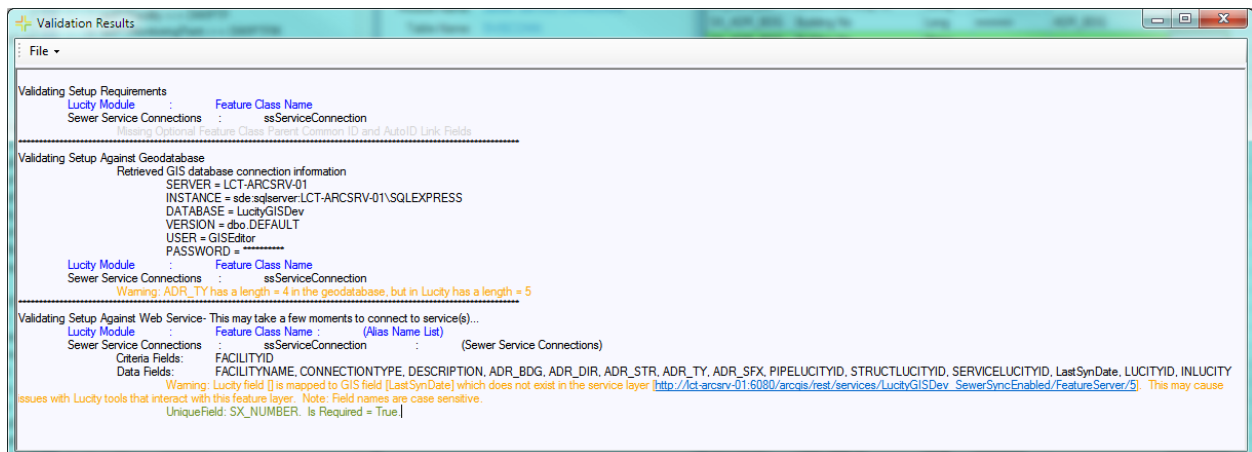 Validation Results
File
Validating Setup Requirements
Lucity Module : Feature Class Name
Sewer Service Connections : ssServiceConnection
Missing Optional Feature Class Parent Common ID and AutoID Link Fields
Validating Setup Against Geodatabase
Retrieved GIS database connection information
SERVER = LCT-ARCSRV-01
INSTANCE = sde:sqlserver:LCT-ARCSRV-01\SQLEXPRESS
DATABASE = LucityGISDev
VERSION = dbo.DEFAULT
USER = GISEditor
PASSWORD = **********
Lucity Module : Feature Class Name
Sewer Service Connections : ssServiceConnection
Warning: ADR_TY has a length = 4 in the geodatabase, but in Lucity has a length = 5
Validating Setup Against Web Service- This may take a few moments to connect to service(s)...
Lucity Module : Feature Class Name : (Alias Name List)
Sewer Service Connections : ssServiceConnection : (Sewer Service Connections)
Criteria Fields: FACILITYID
Data Fields: FACILITYNAME, CONNECTIONTYPE, DESCRIPTION, ADR_BDG, ADR_DIR, ADR_STR, ADR_TY, ADR_SFX, PIPELUCITYID, STRUCTLUCITYID, SERVICELUCITYID, LastSynDate, LUCITYID, INLUCITY
Warning: Lucity field [] is mapped to GIS field [LastSynDate] which does not exist in the service layer [http://lct-arcsrv-01:6080/arcgis/rest/services/LucityGISDev_SewerSyncEnabled/FeatureServer/5]. This may cause
issues with Lucity tools that interact with this feature layer. Note: Field names are case sensitive.
UniqueField: SX_NUMBER. Is Required = True.